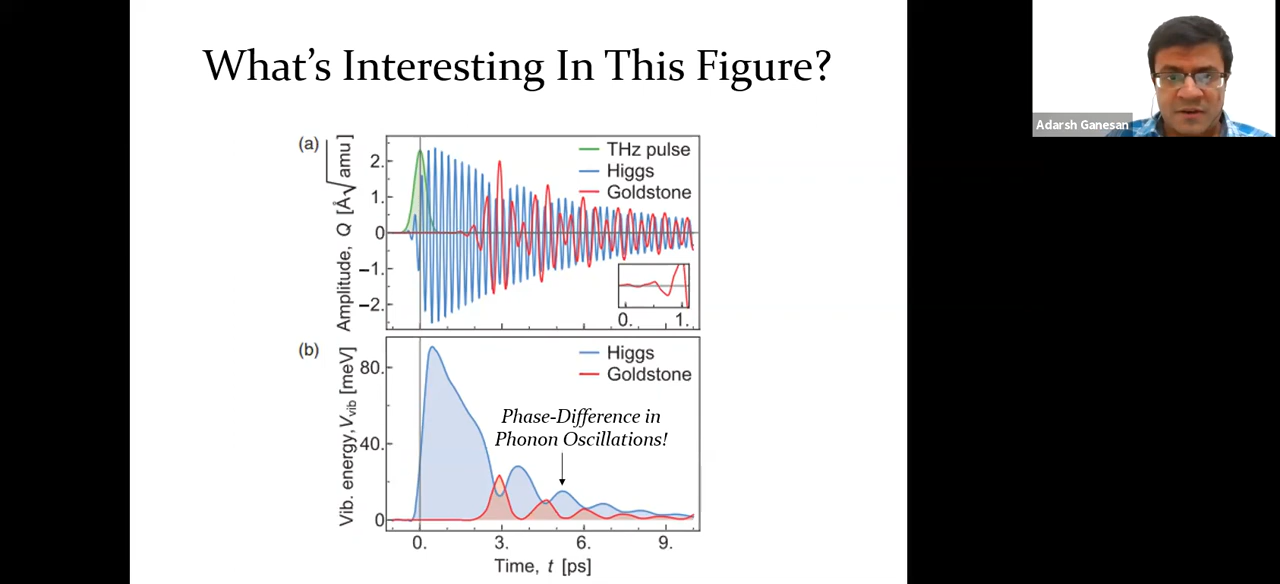 What's Interesting In This Figure?
Adarsh Ganesan
(a)
Amplitude, Q [Å√amu]
2.
1.
0
−1.
−2.
THz pulse
Higgs
Goldstone
0. 1.
(b)
Vib. energy, Vvib [meV]
80.
40.
0
Higgs
Goldstone
Phase-Difference in
Phonon Oscillations!
0. 3. 6. 9.
Time, t [ps]